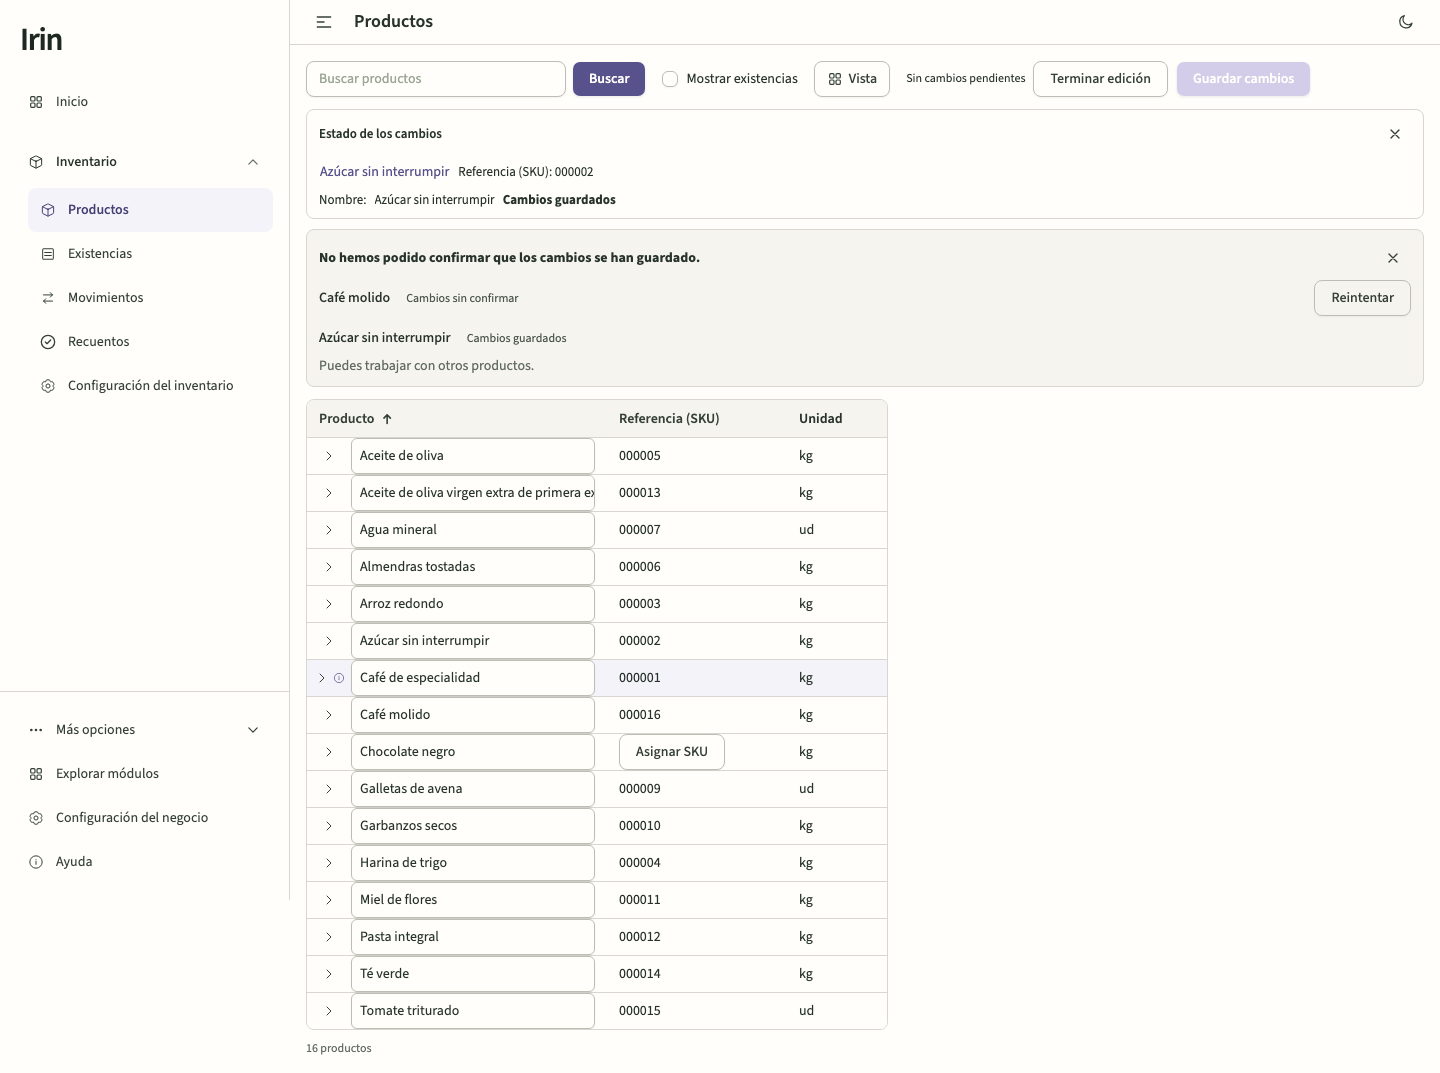 Irin
Inicio
Inventario
Productos
Existencias
Movimientos
Recuentos
Configuración del inventario
Más opciones
Explorar módulos
Configuración del negocio
Ayuda
Productos
Buscar productos Buscar Mostrar existencias Vista Sin cambios pendientes Terminar edición Guardar cambios
Estado de los cambios
Azúcar sin interrumpir Referencia (SKU): 000002
Nombre: Azúcar sin interrumpir Cambios guardados
No hemos podido confirmar que los cambios se han guardado.
Café molido Cambios sin confirmar Reintentar
Azúcar sin interrumpir Cambios guardados
Puedes trabajar con otros productos.
Producto Referencia (SKU) Unidad
Aceite de oliva 000005 kg
Aceite de oliva virgen extra de primera ex 000013 kg
Agua mineral 000007 ud
Almendras tostadas 000006 kg
Arroz redondo 000003 kg
Azúcar sin interrumpir 000002 kg
Café de especialidad 000001 kg
Café molido 000016 kg
Chocolate negro Asignar SKU kg
Galletas de avena 000009 ud
Garbanzos secos 000010 kg
Harina de trigo 000004 kg
Miel de flores 000011 kg
Pasta integral 000012 kg
Té verde 000014 kg
Tomate triturado 000015 ud
16 productos